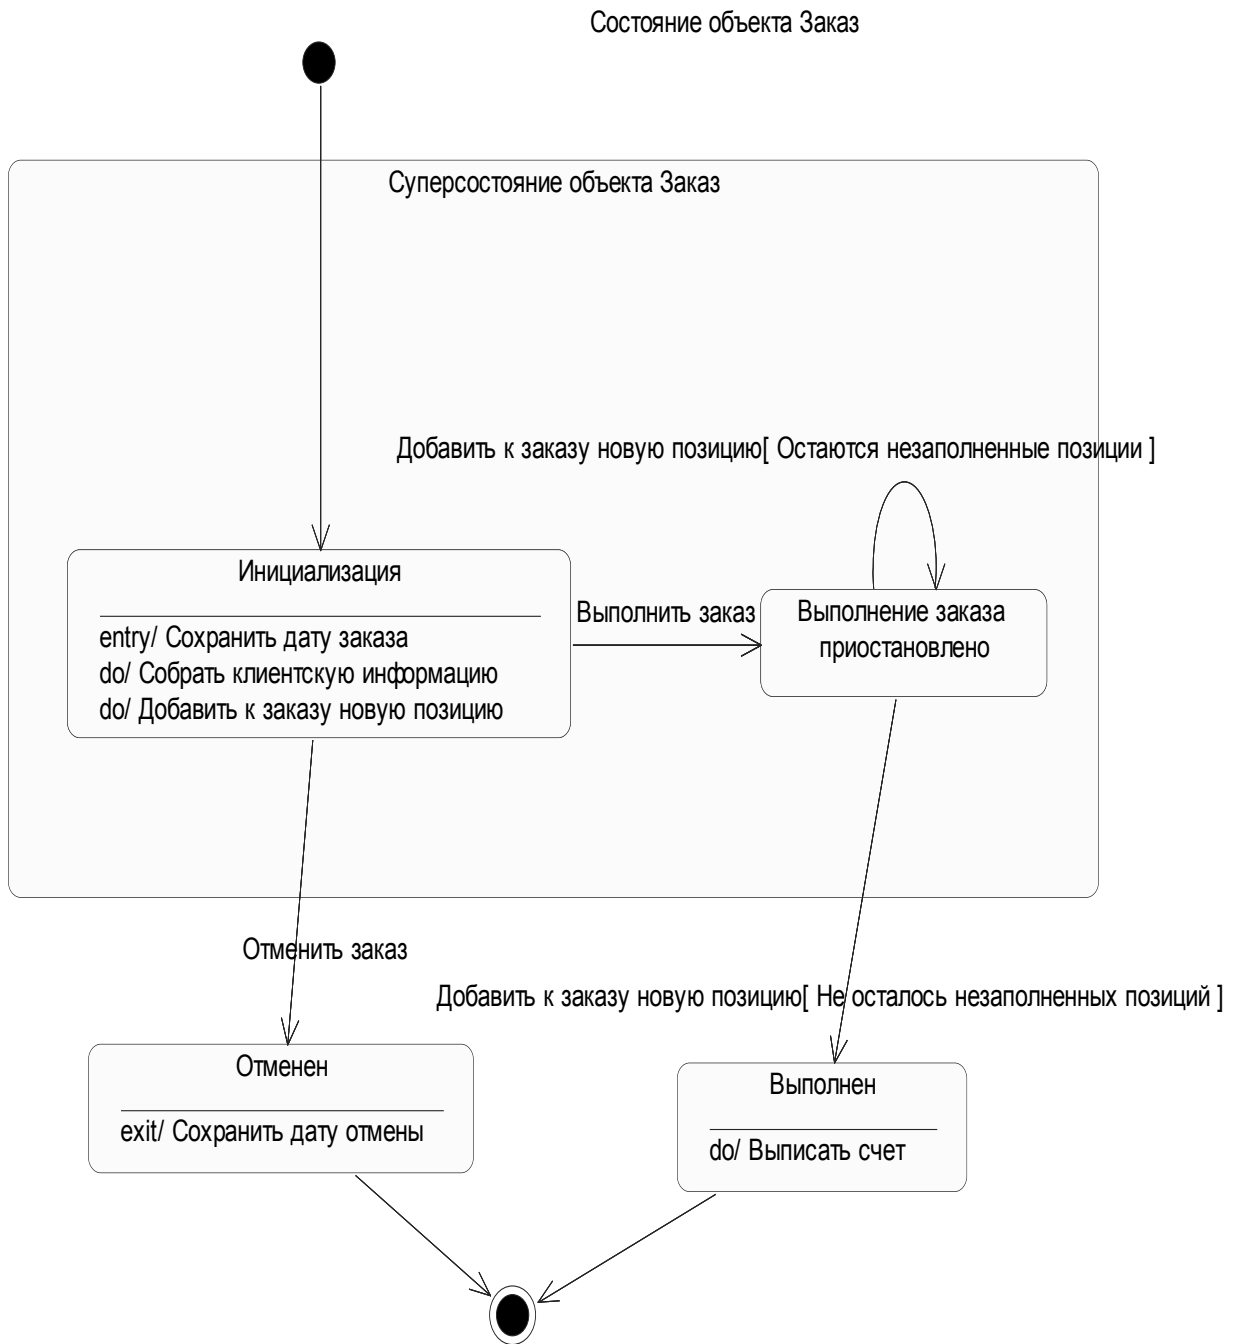 Состояние объекта Заказ
Суперсостояние объекта Заказ
Добавить к заказу новую позицию[ Остаются незаполненные позиции ]
Инициализация
entry/ Сохранить дату заказа
do/ Собрать клиентскую информацию
do/ Добавить к заказу новую позицию
Выполнить заказ
Выполнение заказа
приостановлено
Отменить заказ
Добавить к заказу новую позицию[ Не осталось незаполненных позиций ]
Отменен
exit/ Сохранить дату отмены
Выполнен
do/ Выписать счет